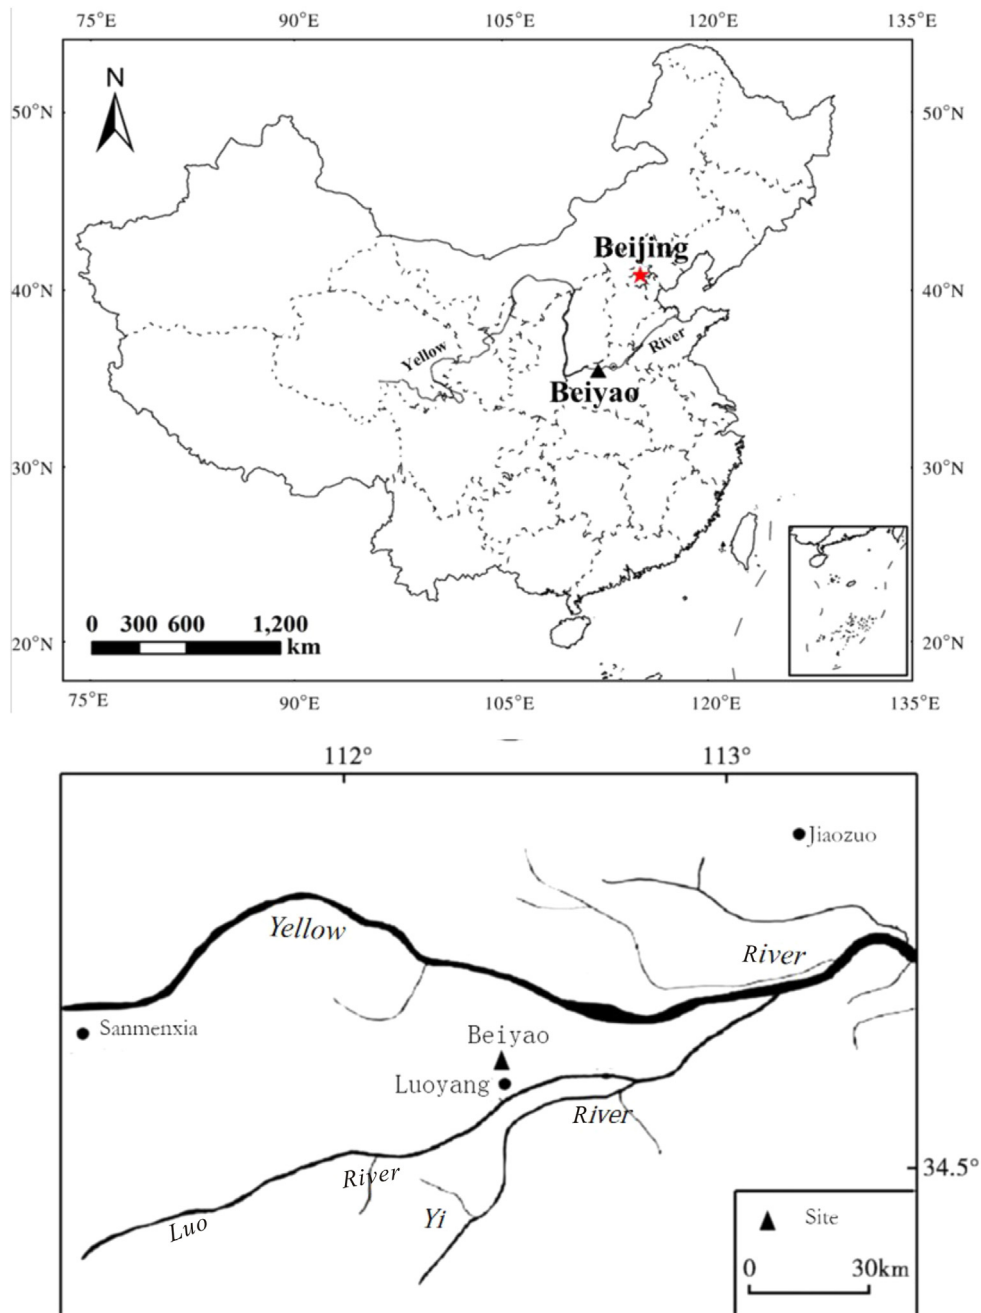 75°E 90°E 105°E 120°E 135°E
N
50°N 50°N
Beijing
40°N 40°N
Yellow River
Beiyao
30°N 30°N
0 300 600 1,200
km
20°N 20°N
75°E 90°E 105°E 120°E 135°E
112° 113°
Jiaozuo
Yellow River
Sanmenxia
Beiyao
Luoyang
River
34.5°
River
Luo
Yi
Site
0 30km